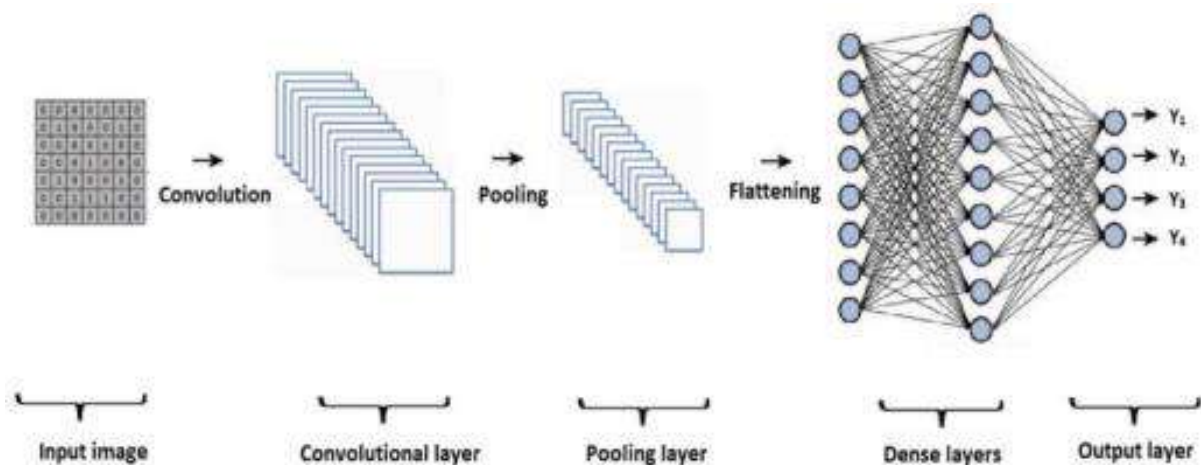 Convolution
Pooling
Flattening
Y₁
Y₂
Y₃
Y₄
Input image
Convolutional layer
Pooling layer
Dense layers
Output layer